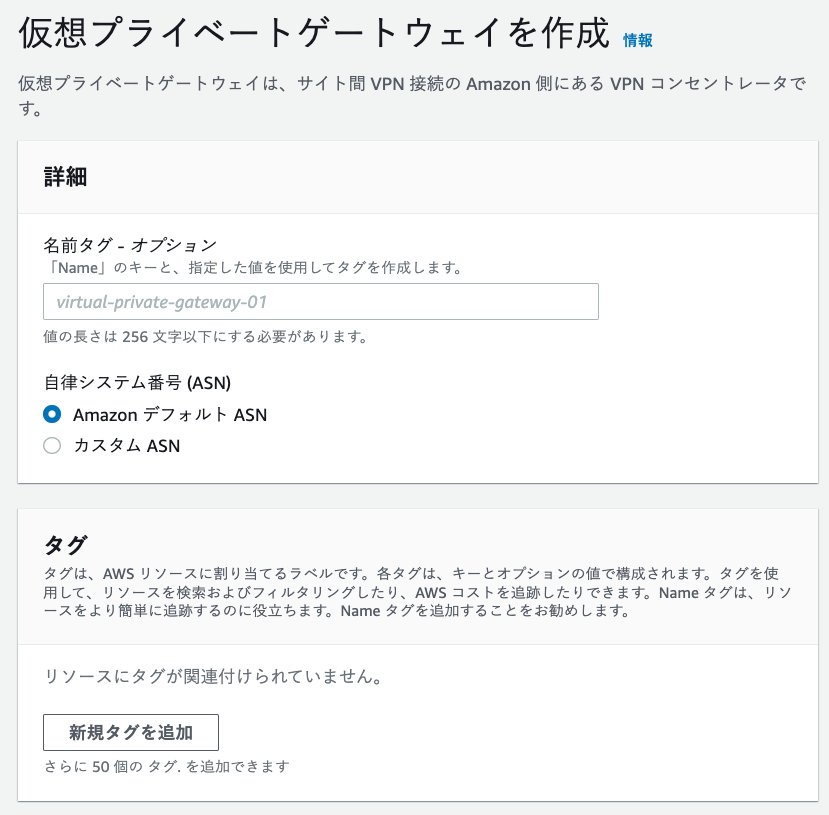 仮想プライベートゲートウェイを作成 情報
仮想プライベートゲートウェイは、サイト間 VPN 接続の Amazon 側にある VPN コンセントレータで
す。
詳細
名前タグ - オプション
「Name」のキーと、指定した値を使用してタグを作成します。
virtual-private-gateway-01
値の長さは 256 文字以下にする必要があります。
自律システム番号 (ASN)
Amazon デフォルト ASN
カスタム ASN
タグ
タグは、AWS リソースに割り当てるラベルです。各タグは、キーとオプションの値で構成されます。タグを使
用して、リソースを検索およびフィルタリングしたり、AWS コストを追跡したりできます。Name タグは、リソ
ースをより簡単に追跡するのに役立ちます。Name タグを追加することをお勧めします。
リソースにタグが関連付けられていません。
新規タグを追加
さらに 50 個の タグ. を追加できます